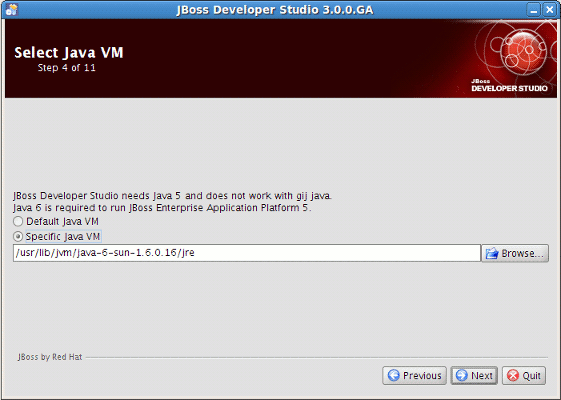 JBoss Developer Studio 3.0.0.GA
Select Java VM
Step 4 of 11
JBoss
DEVELOPER STUDIO
JBoss Developer Studio needs Java 5 and does not work with gij java.
Java 6 is required to run JBoss Enterprise Application Platform 5.
Default Java VM
Specific Java VM
/usr/lib/jvm/java-6-sun-1.6.0.16/jre
Browse...
JBoss by Red Hat
Previous
Next
Quit